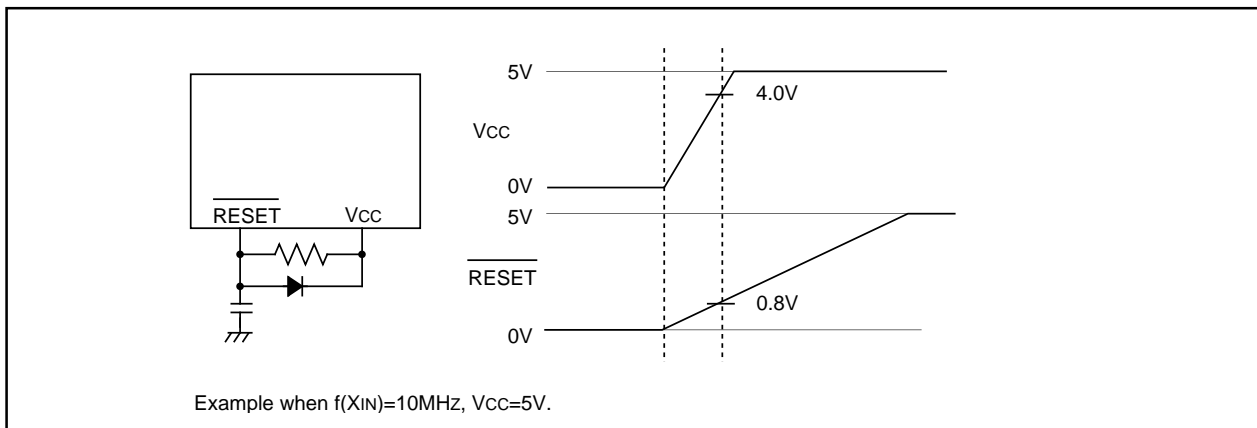 RESET
VCC
5V
4.0V
VCC
0V
5V
RESET
0.8V
0V
Example when f(XIN)=10MHZ, VCC=5V.